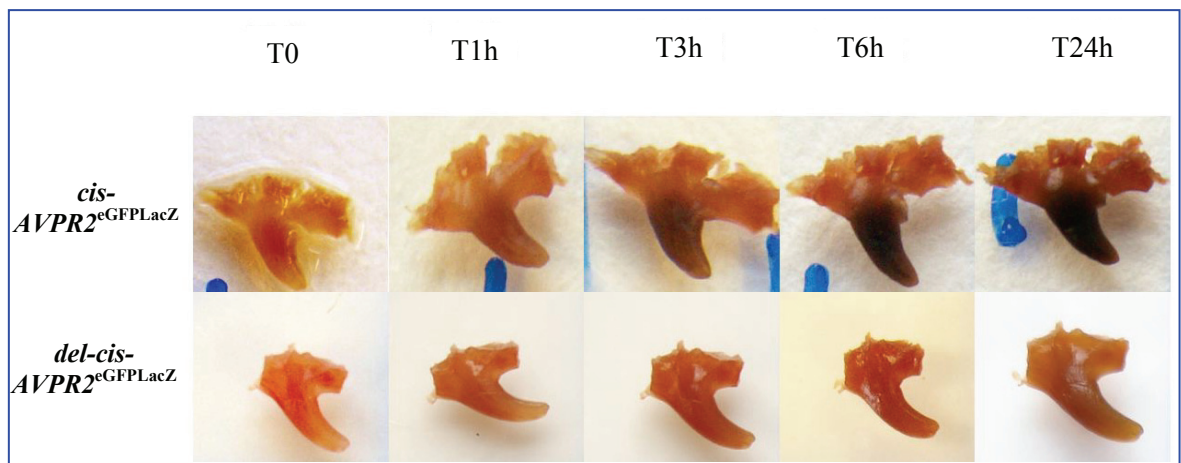 T0 T1h T3h T6h T24h
cis-
AVPR2eGFPLacZ
del-cis-
AVPR2eGFPLacZ